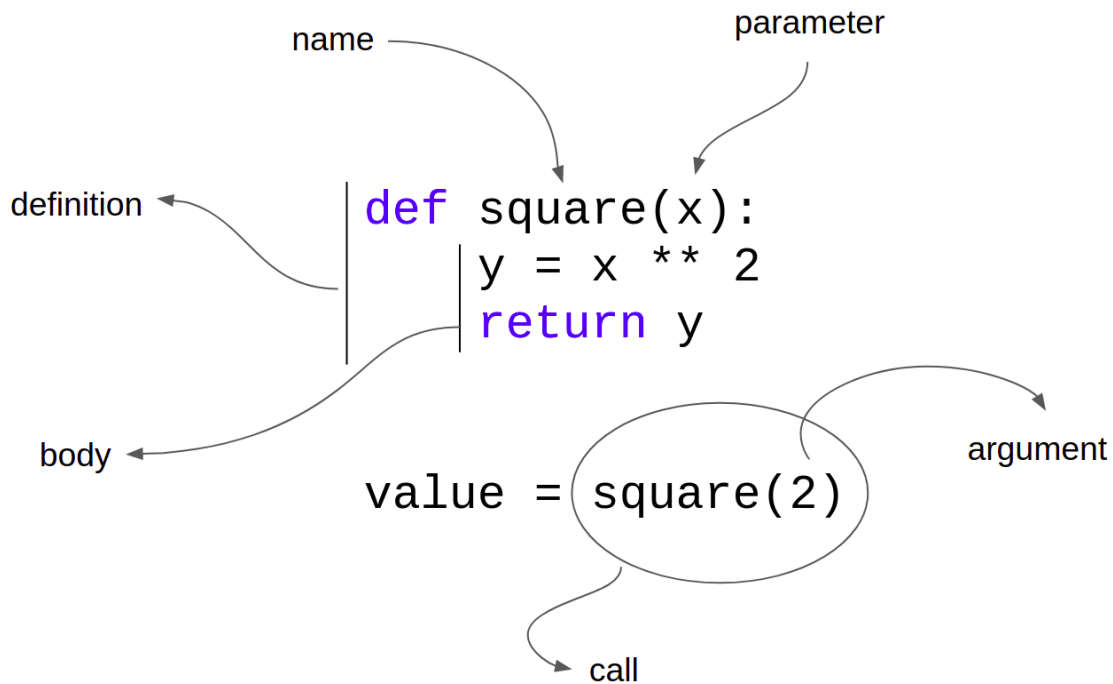 name
parameter
definition
def square(x):
y = x ** 2
return y
body
argument
value = square(2)
call